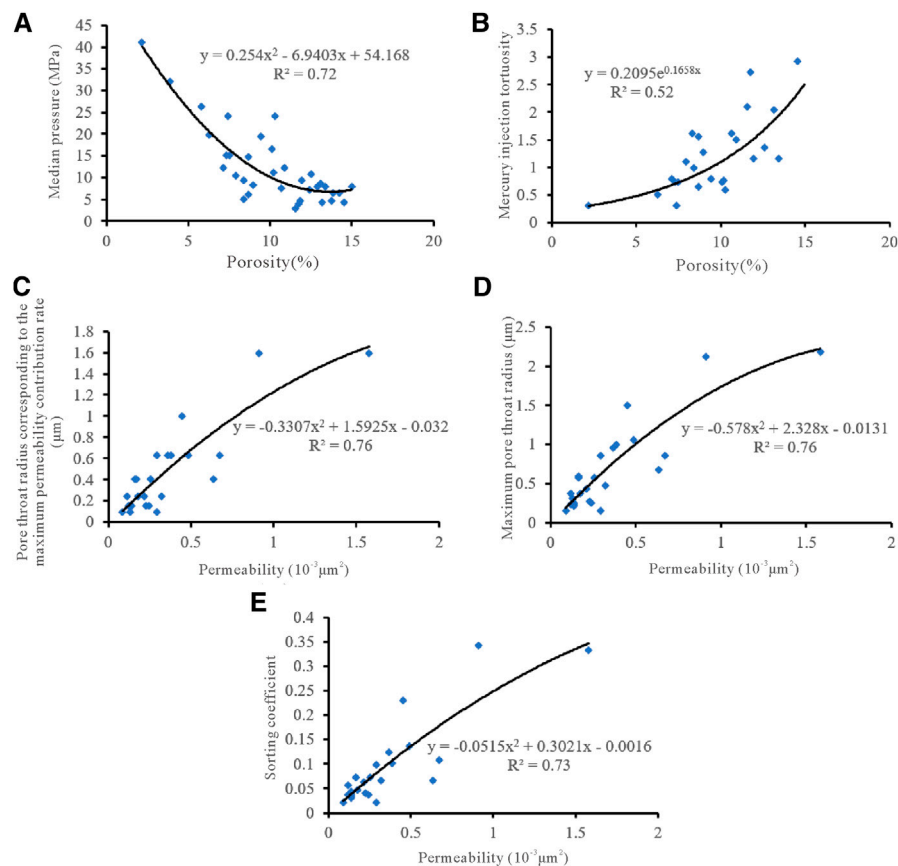 A
Median pressure (MPa)
45
40
35
30
25
20
15
10
5
0
y = 0.254x² - 6.9403x + 54.168
R² = 0.72
0 5 10 15 20
Porosity(%)
B
Mercury injection tortuosity
3.5
3
2.5
2
1.5
1
0.5
0
y = 0.2095e^0.1658x
R² = 0.52
0 5 10 15 20
Porosity(%)
C
Pore throat radius corresponding to the
maximum permeability contribution rate
(μm)
1.8
1.6
1.4
1.2
1
0.8
0.6
0.4
0.2
0
y = -0.3307x² + 1.5925x - 0.032
R² = 0.76
0 0.5 1 1.5 2
Permeability (10⁻³μm²)
D
Maximum pore throat radius (μm)
2.5
2
1.5
1
0.5
0
y = -0.578x² + 2.328x - 0.0131
R² = 0.76
0 0.5 1 1.5 2
Permeability (10⁻³μm²)
E
Sorting coefficient
0.4
0.35
0.3
0.25
0.2
0.15
0.1
0.05
0
y = -0.0515x² + 0.3021x - 0.0016
R² = 0.73
0 0.5 1 1.5 2
Permeability (10⁻³μm²)